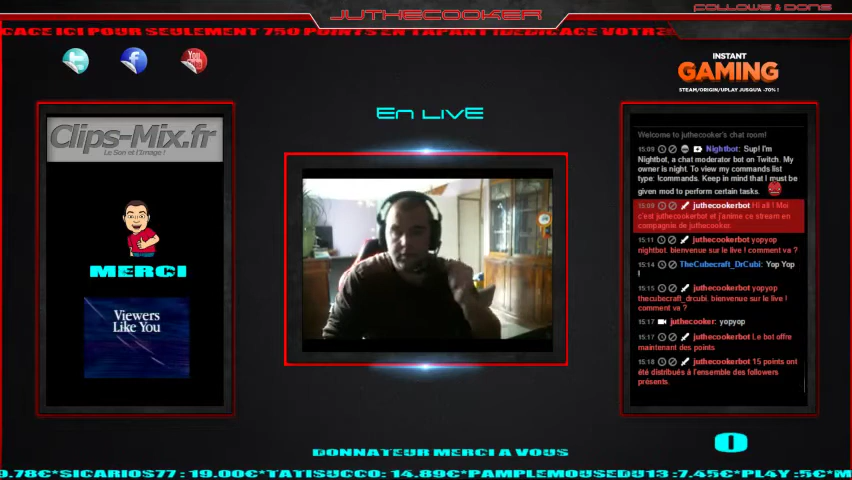 JUTHECOOKER
FOLLOWS & DONS
CACE ICI POUR SEULEMENT 750 POINTS EN TAPANT !DEDICACE VOTRE
INSTANT
GAMING
STEAM/ORIGIN/UPLAY JUSQU'A -70% !
En LivE
Clips-Mix.fr
Le Son et l'Image !
MERCI
Viewers
Like You
Welcome to juthecooker's chat room!
15:09 Nightbot: Sup! I'm
Nightbot, a chat moderator bot on Twitch. My
owner is night. To view my commands list
type: !commands. Keep in mind that I must be
given mod to perform certain tasks.
15:09 juthecookerbot Hi all ! Moi
c'est juthecookerbot et j'anime ce stream en
compagnie de juthecooker.
15:11 juthecookerbot yopyop
nightbot. bienvenue sur le live ! comment va ?
15:14 TheCubecraft_DrCubi: Yop Yop
!
15:15 juthecookerbot yopyop
thecubecraft_drcubi. bienvenue sur le live !
comment va ?
15:17 juthecooker: yopyop
15:17 juthecookerbot Le bot offre
maintenant des points.
15:18 juthecookerbot 15 points ont
été distribués à l'ensemble des followers
présents.
DONNATEUR MERCI A VOUS
9.78€*SICARIOS77 : 19.00€*TATISUCCO: 14.89€*PAMPLEMOUSEDU13 :7.45€*PL4Y :5€*M